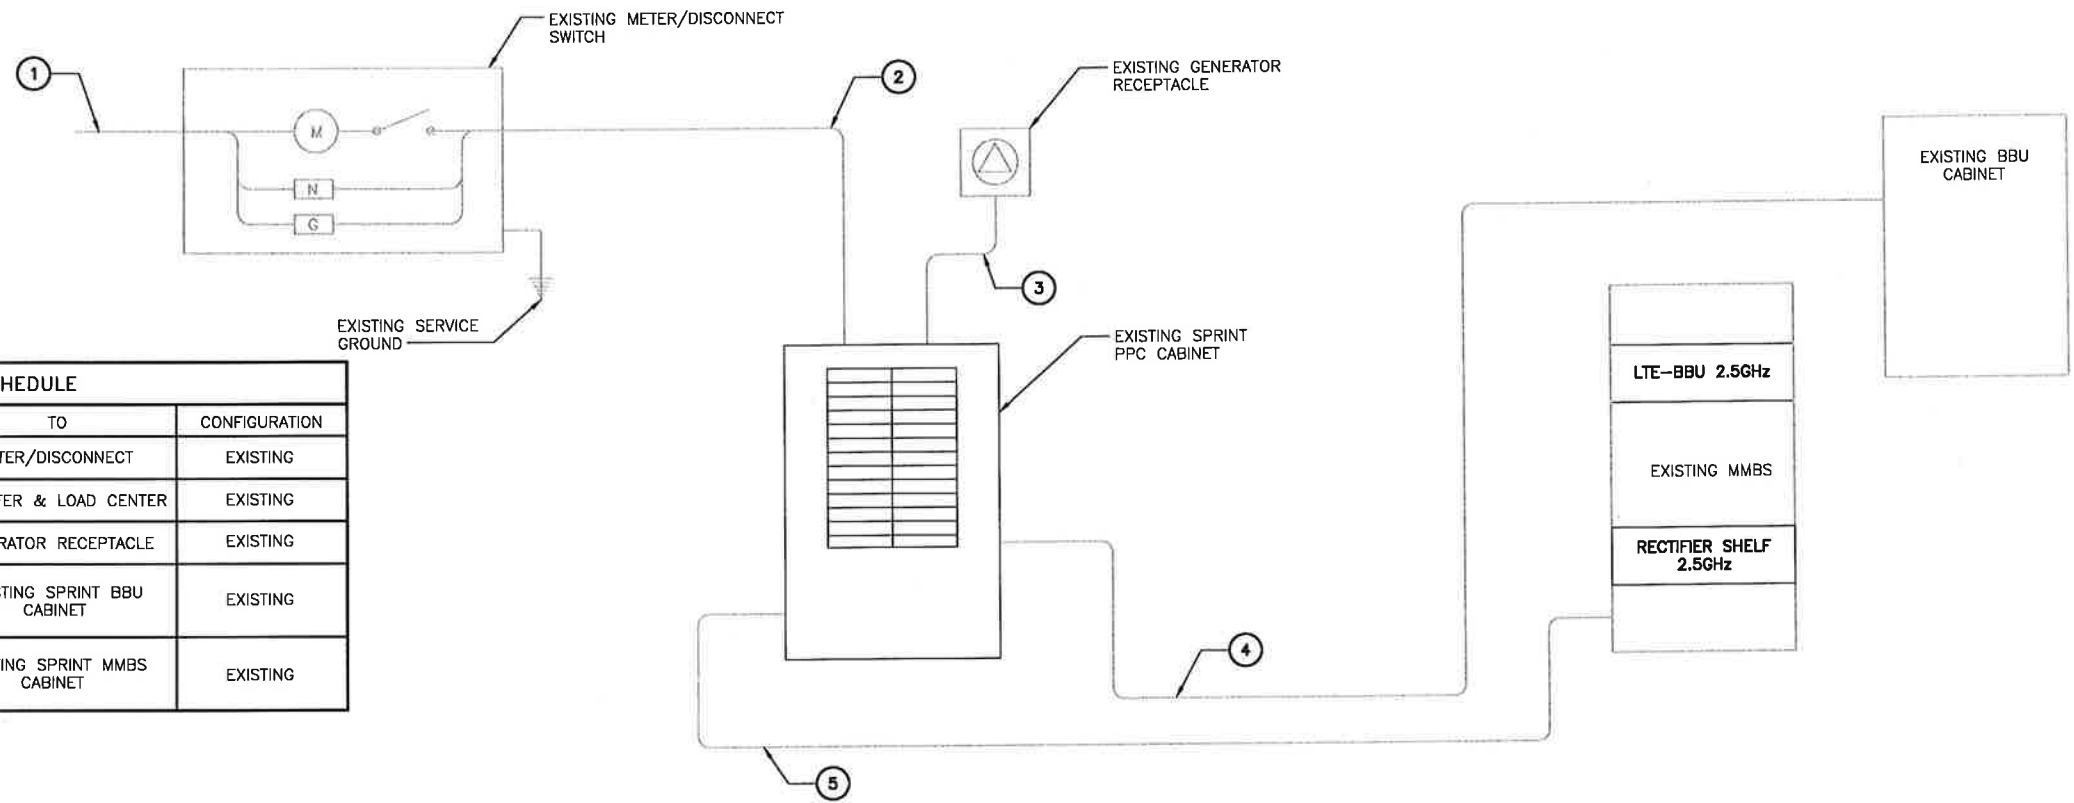 EXISTING METER/DISCONNECT
SWITCH
1
2
EXISTING GENERATOR
RECEPTACLE
M
N
G
EXISTING BBU
CABINET
3
EXISTING SERVICE
GROUND
EXISTING SPRINT
PPC CABINET
LTE-BBU 2.5GHz
EXISTING MMBS
RECTIFIER SHELF
2.5GHz
4
5
HEDULE
TO
CONFIGURATION
TER/DISCONNECT
EXISTING
FER & LOAD CENTER
EXISTING
RATOR RECEPTACLE
EXISTING
TING SPRINT BBU
CABINET
EXISTING
ING SPRINT MMBS
CABINET
EXISTING